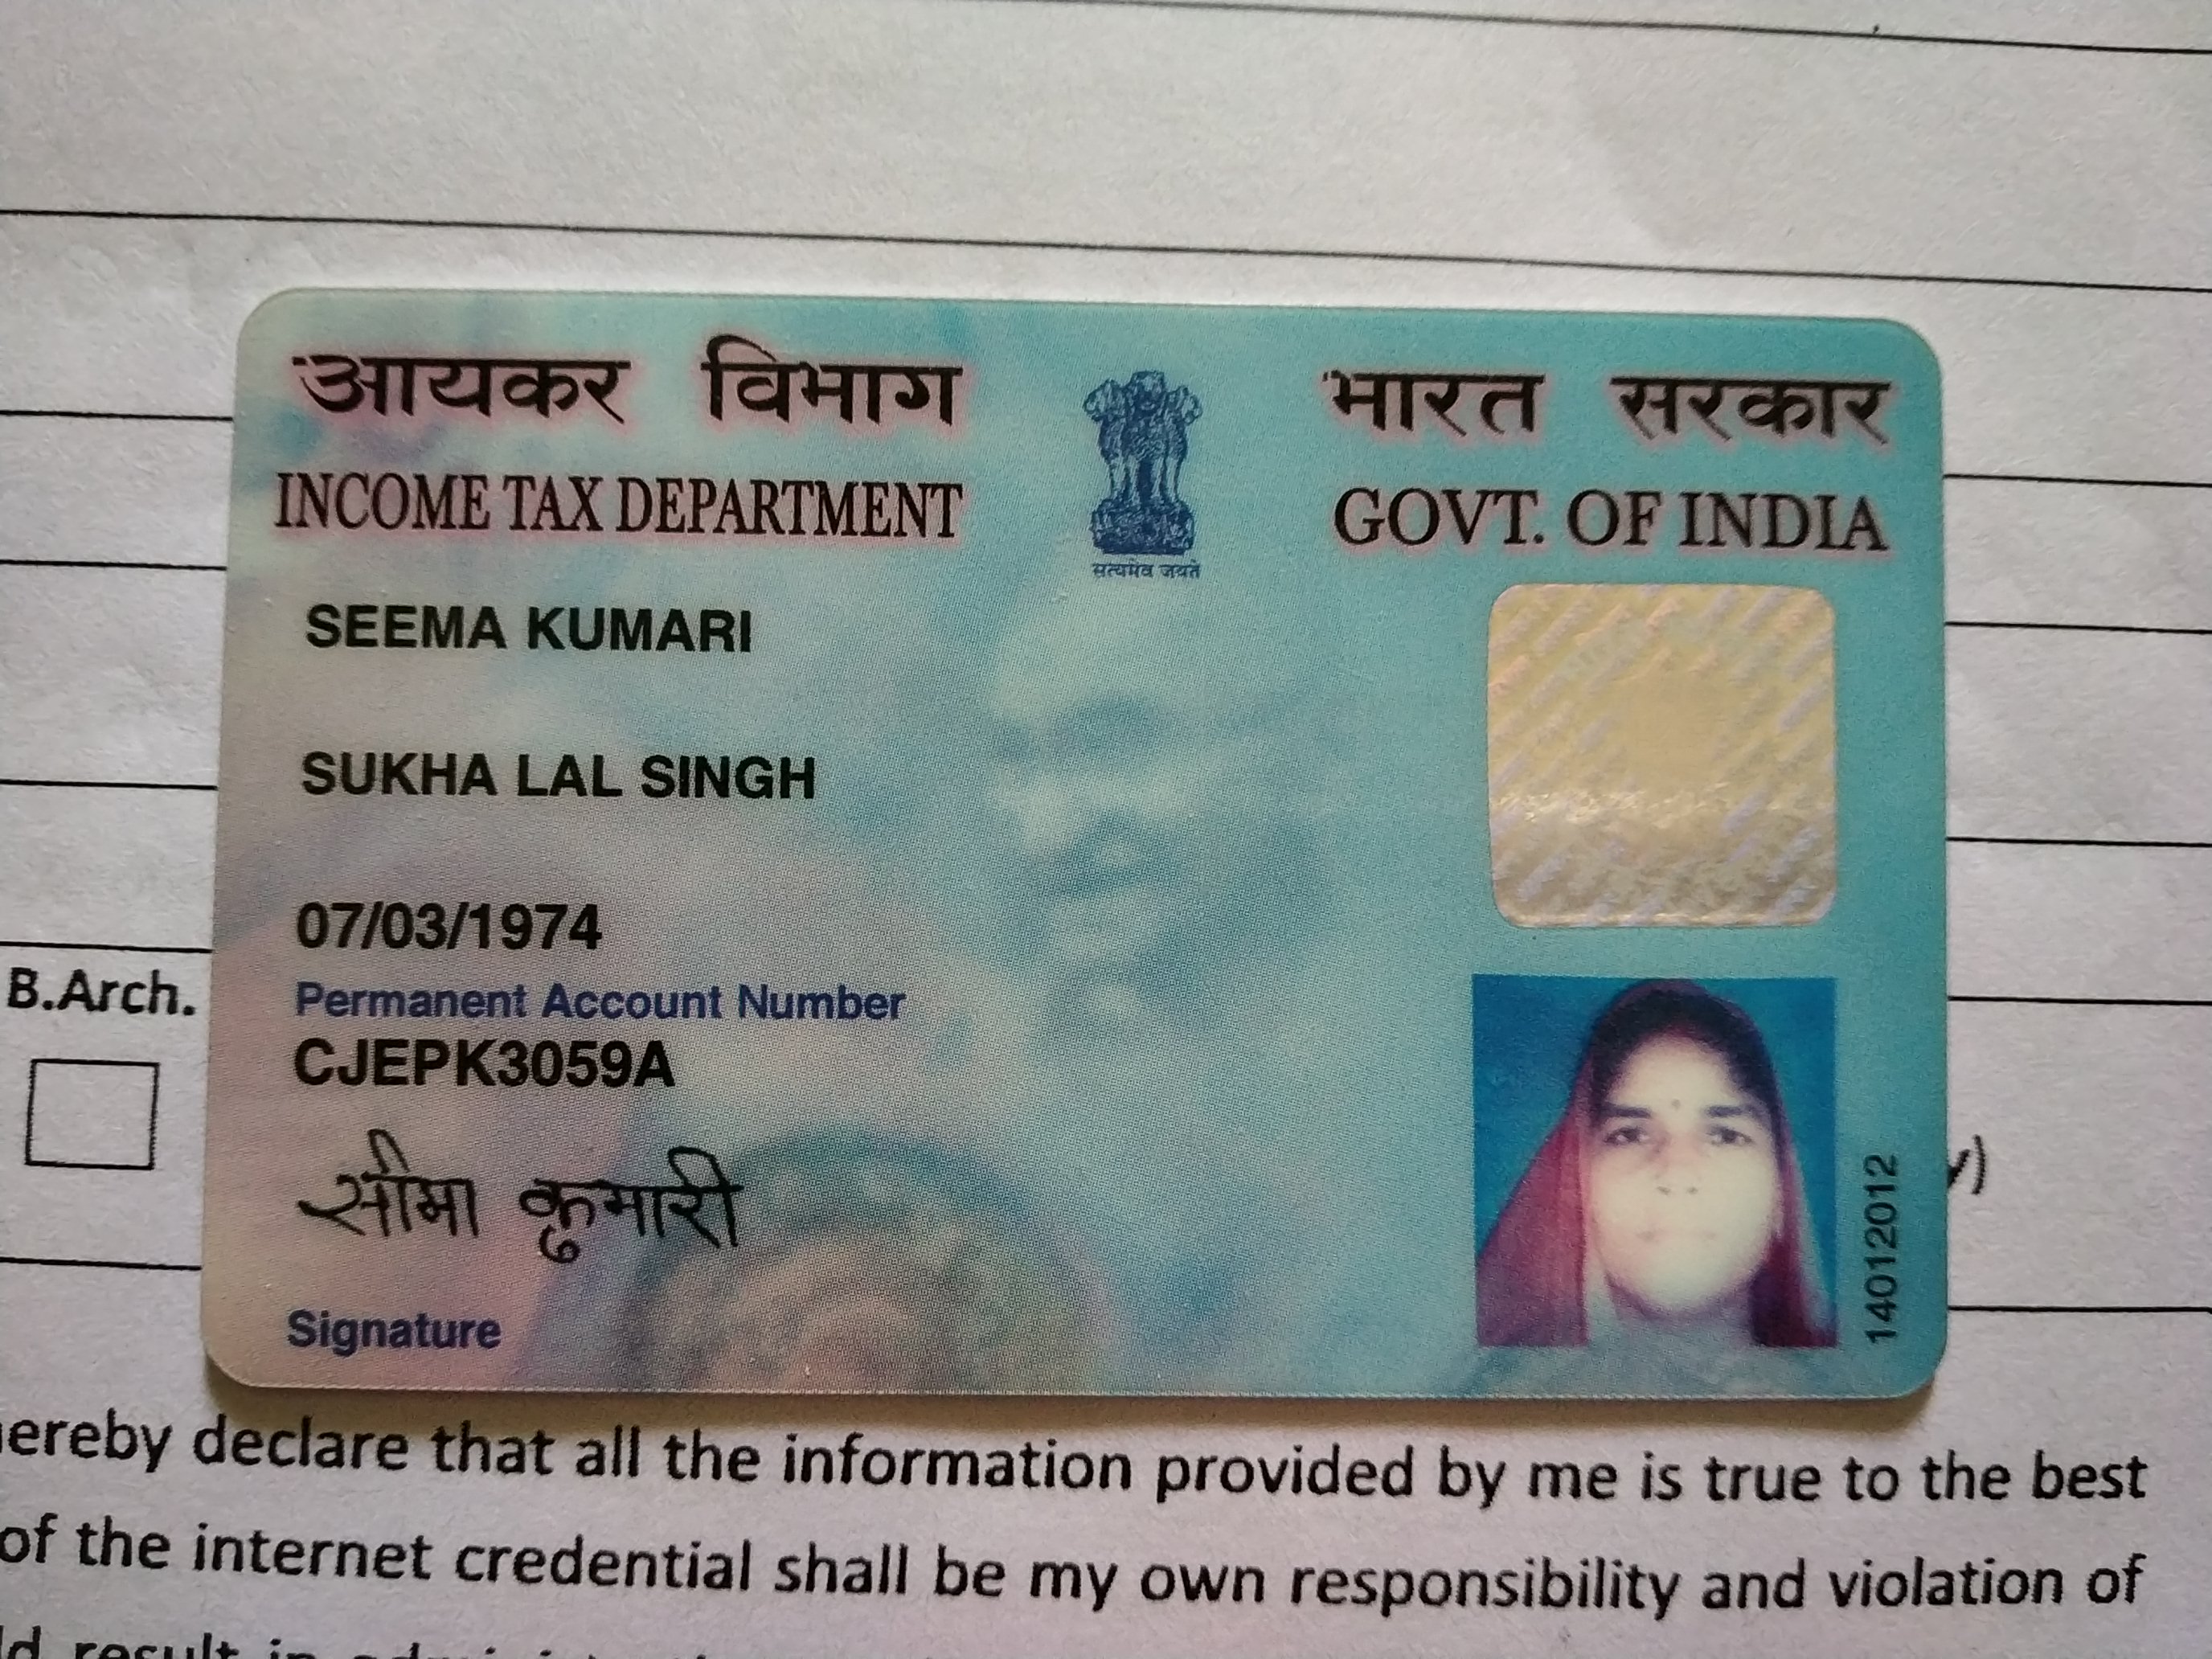 आयकर विभाग
INCOME TAX DEPARTMENT
सत्यमेव जयते
भारत सरकार
GOVT. OF INDIA
SEEMA KUMARI
SUKHA LAL SINGH
07/03/1974
Permanent Account Number
CJEPK3059A
सीमा कुमारी
Signature
14012012
B.Arch.
ereby declare that all the information provided by me is true to the best
of the internet credential shall be my own responsibility and violation of
ld result in